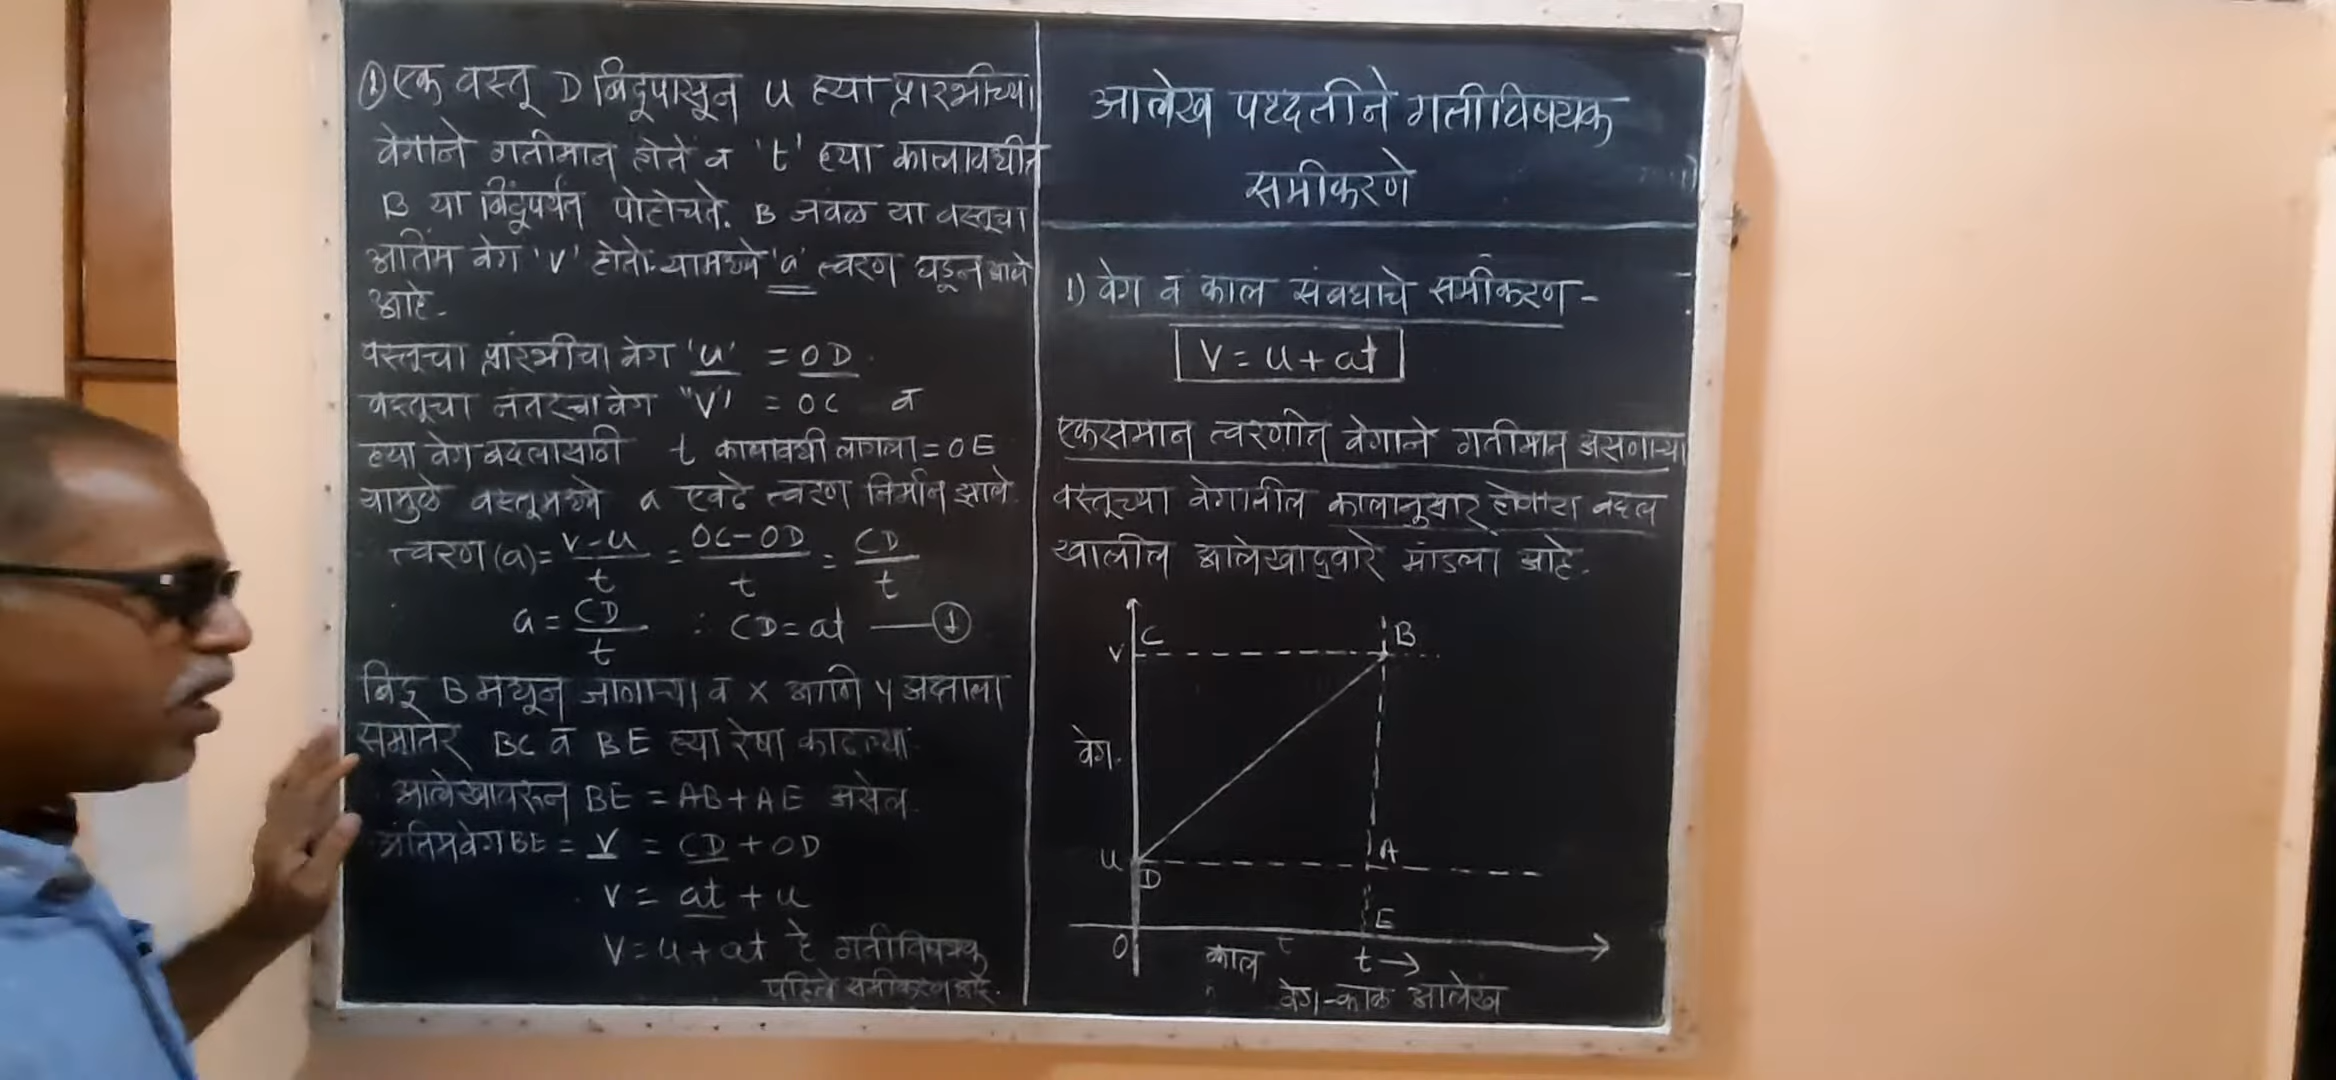 ① एक वस्तू D बिंदूपासून u ह्या प्रारंभीच्या
वेगाने गतीमान होते व 't' ह्या कालावधीत
B या बिंदूपर्यंत पोहोचते. B जवळ या वस्तूचा
अंतिम वेग 'v' होतो. यामध्ये 'a' त्वरण घडून आले
आहे.
वस्तूचा प्रारंभीचा वेग 'u' = OD.
वस्तूचा नंतरचा वेग "v" = OC व
ह्या वेग बदलासाठी t कालावधी लागला = OE
यामुळे वस्तूमध्ये a एवढे त्वरण निर्माण झाले.
त्वरण (a) = v-u/t = OC-OD/t = CD/t
a = CD/t ∴ CD = at — ①
बिंदू B मधून जाणाऱ्या व x आणि y अक्षाला
समांतर BC व BE ह्या रेषा काढल्या.
आलेखावरून BE = AB + AE असेल.
अंतिम वेग BE = v = CD + OD
v = at + u
v = u + at हे गतीविषयक
पहिले समीकरण आहे.
आलेख पध्दतीने गतीविषयक
समीकरणे
1) वेग व काल संबधाचे समीकरण -
v = u + at
एकसमान त्वरणीत वेगाने गतीमान असणाऱ्या
वस्तूच्या वेगातील कालानुसार होणारा बदल
खालील आलेखाद्वारे मांडला आहे.
C B
v
वेग.
u A
D
E
O काल t t →
वेग-काळ आलेख